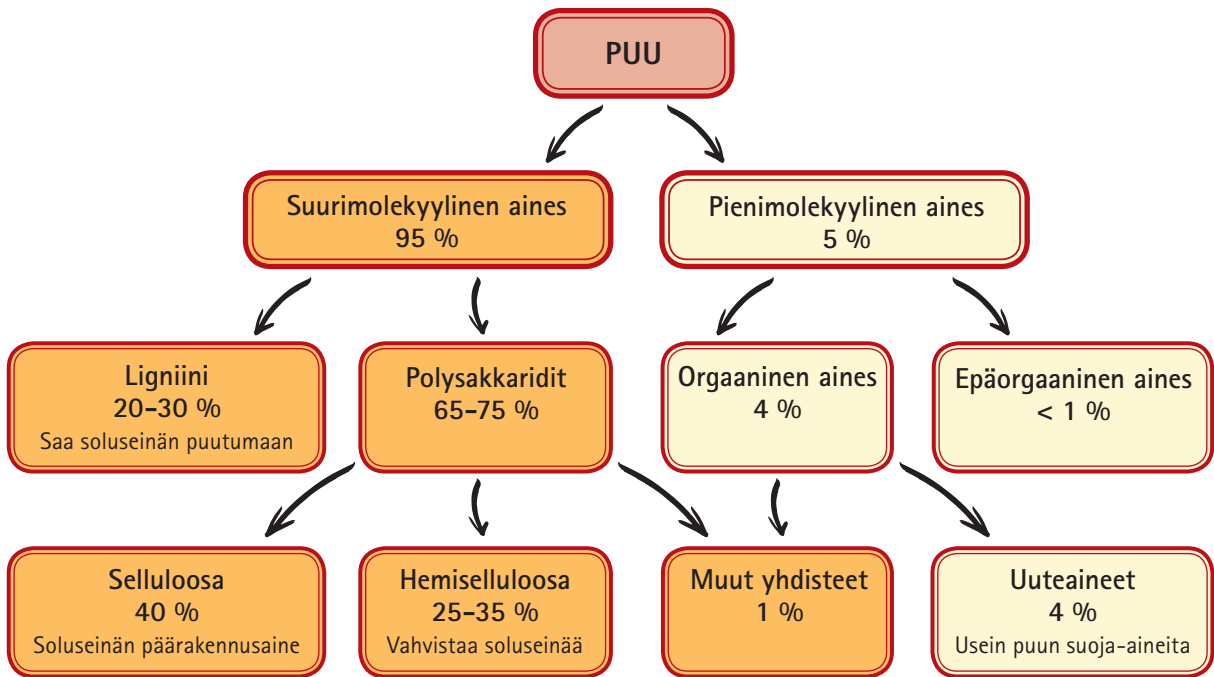 PUU
Suurimolekyylinen aines
95 %
Pienimolekyylinen aines
5 %
Ligniini
20–30 %
Saa soluseinän puutumaan
Polysakkaridit
65–75 %
Orgaaninen aines
4 %
Epäorgaaninen aines
< 1 %
Selluloosa
40 %
Soluseinän päärakennusaine
Hemiselluloosa
25–35 %
Vahvistaa soluseinää
Muut yhdisteet
1 %
Uuteaineet
4 %
Usein puun suoja-aineita